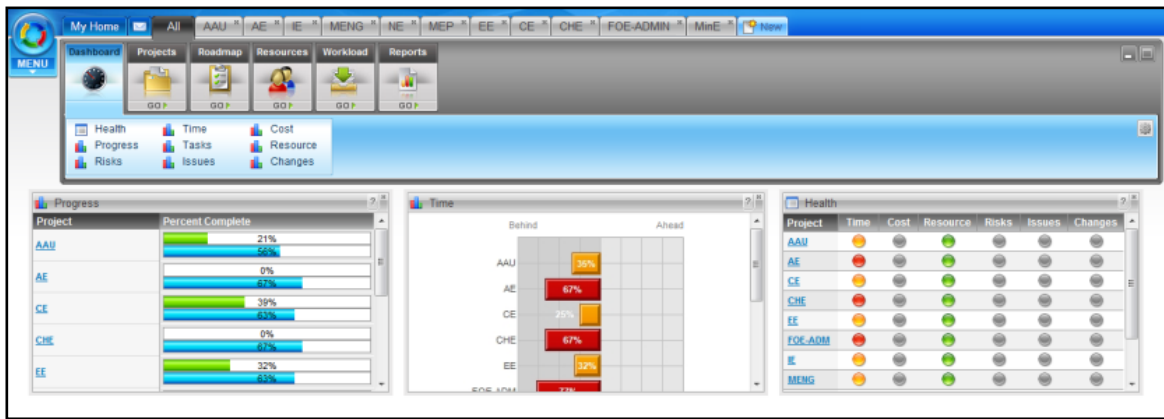 My Home All AAU AE IE MENG NE MEP EE CE CHE FOE-ADMIN MinE New
MENU
Dashboard Projects Roadmap Resources Workload Reports
GO GO GO GO GO
Health Time Cost
Progress Tasks Resource
Risks Issues Changes
Progress ?
Project Percent Complete
AAU
21%
56%
AE
0%
67%
CE
39%
63%
CHE
0%
67%
EE
32%
63%
Time ?
Behind Ahead
AAU 35%
AE 67%
CE 25%
CHE 67%
EE 32%
FOE-ADM 77%
Health ?
Project Time Cost Resource Risks Issues Changes
AAU
AE
CE
CHE
EE
FOE-ADM
IE
MENG